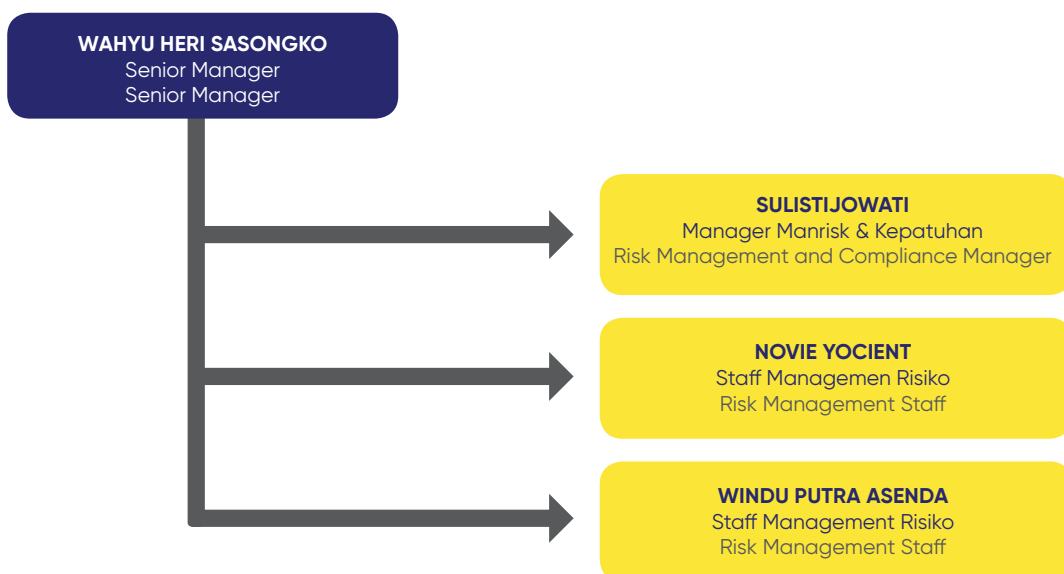 WAHYU HERI SASONGKO
Senior Manager
Senior Manager
SULISTIJOWATI
Manager Manrisk & Kepatuhan
Risk Management and Compliance Manager
NOVIE YOCIENT
Staff Managemen Risiko
Risk Management Staff
WINDU PUTRA ASENDA
Staff Management Risiko
Risk Management Staff